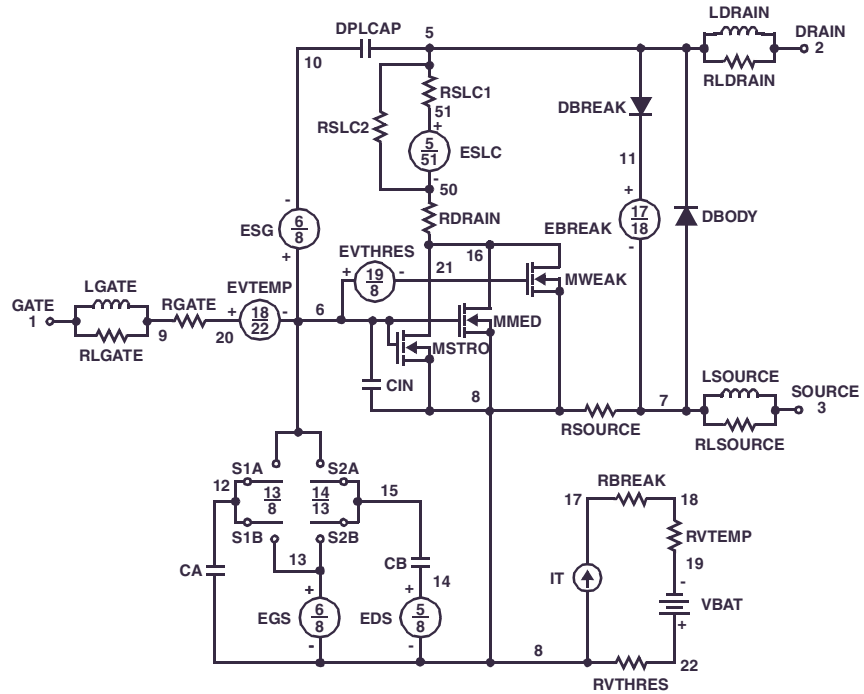 LDRAIN
DPLCAP
5
DRAIN
2
10
RLDRAIN
RSLC1
51
+
RSLC2
5
51
ESLC
-
50
DBREAK
11
+
17
18
EBREAK
-
DBODY
-
ESG
6
8
+
RDRAIN
16
EVTHRES
+
19
8
-
21
MWEAK
LGATE
GATE
1
RLGATE
9
RGATE
20
EVTEMP
+
18
22
-
6
MMED
MSTRO
CIN
8
RSOURCE
7
LSOURCE
SOURCE
3
RLSOURCE
S1A
S2A
12
13
8
14
13
15
S1B
S2B
13
CA
CB
14
+
EGS
6
8
-
+
EDS
5
8
-
RBREAK
17
18
RVTEMP
19
IT
-
VBAT
+
8
22
RVTHRES